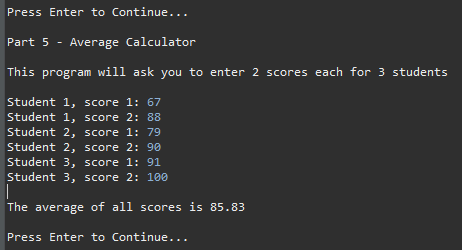 Press Enter to Continue...
Part 5 - Average Calculator
This program will ask you to enter 2 scores each for 3 students
Student 1, score 1: 67
Student 1, score 2: 88
Student 2, score 1: 79
Student 2, score 2: 90
Student 3, score 1: 91
Student 3, score 2: 100
The average of all scores is 85.83
Press Enter to Continue...